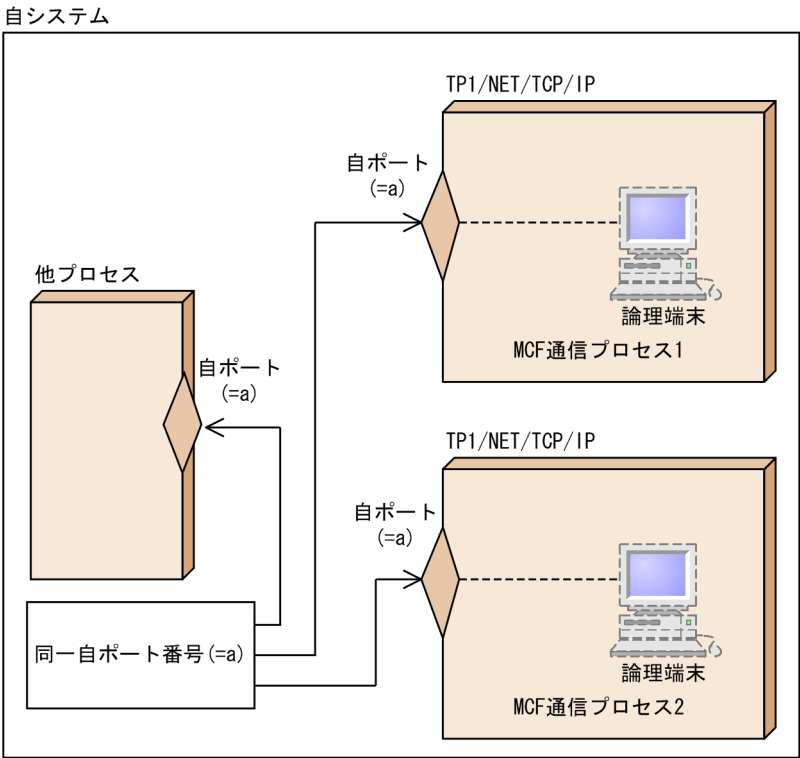 自システム
TP1/NET/TCP/IP
自ポート
(=a)
論理端末
MCF通信プロセス1
他プロセス
自ポート
(=a)
TP1/NET/TCP/IP
自ポート
(=a)
論理端末
MCF通信プロセス2
同一自ポート番号(=a)